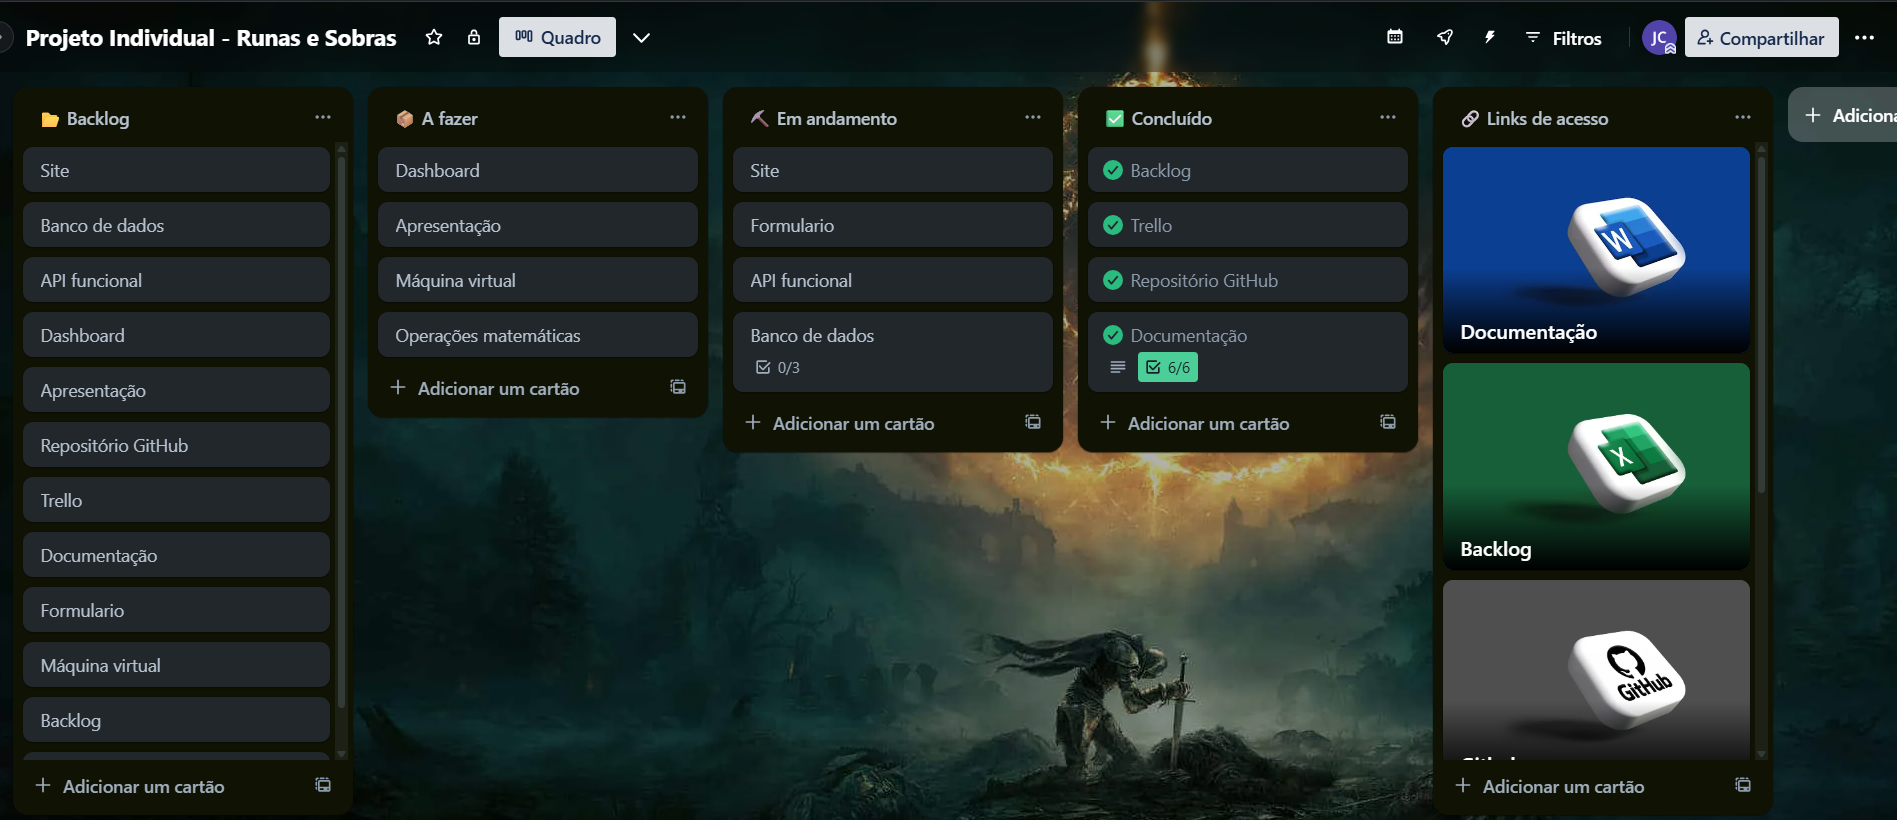 Projeto Individual - Runas e Sobras
Quadro
Filtros
JC
Compartilhar
Backlog
Site
Banco de dados
API funcional
Dashboard
Apresentação
Repositório GitHub
Trello
Documentação
Formulario
Máquina virtual
Backlog
Adicionar um cartão
A fazer
Dashboard
Apresentação
Máquina virtual
Operações matemáticas
Adicionar um cartão
Em andamento
Site
Formulario
API funcional
Banco de dados
0/3
Adicionar um cartão
Concluído
Backlog
Trello
Repositório GitHub
Documentação
6/6
Adicionar um cartão
Links de acesso
W
Documentação
X
Backlog
GitHub
Adicionar um cartão
Adiciona